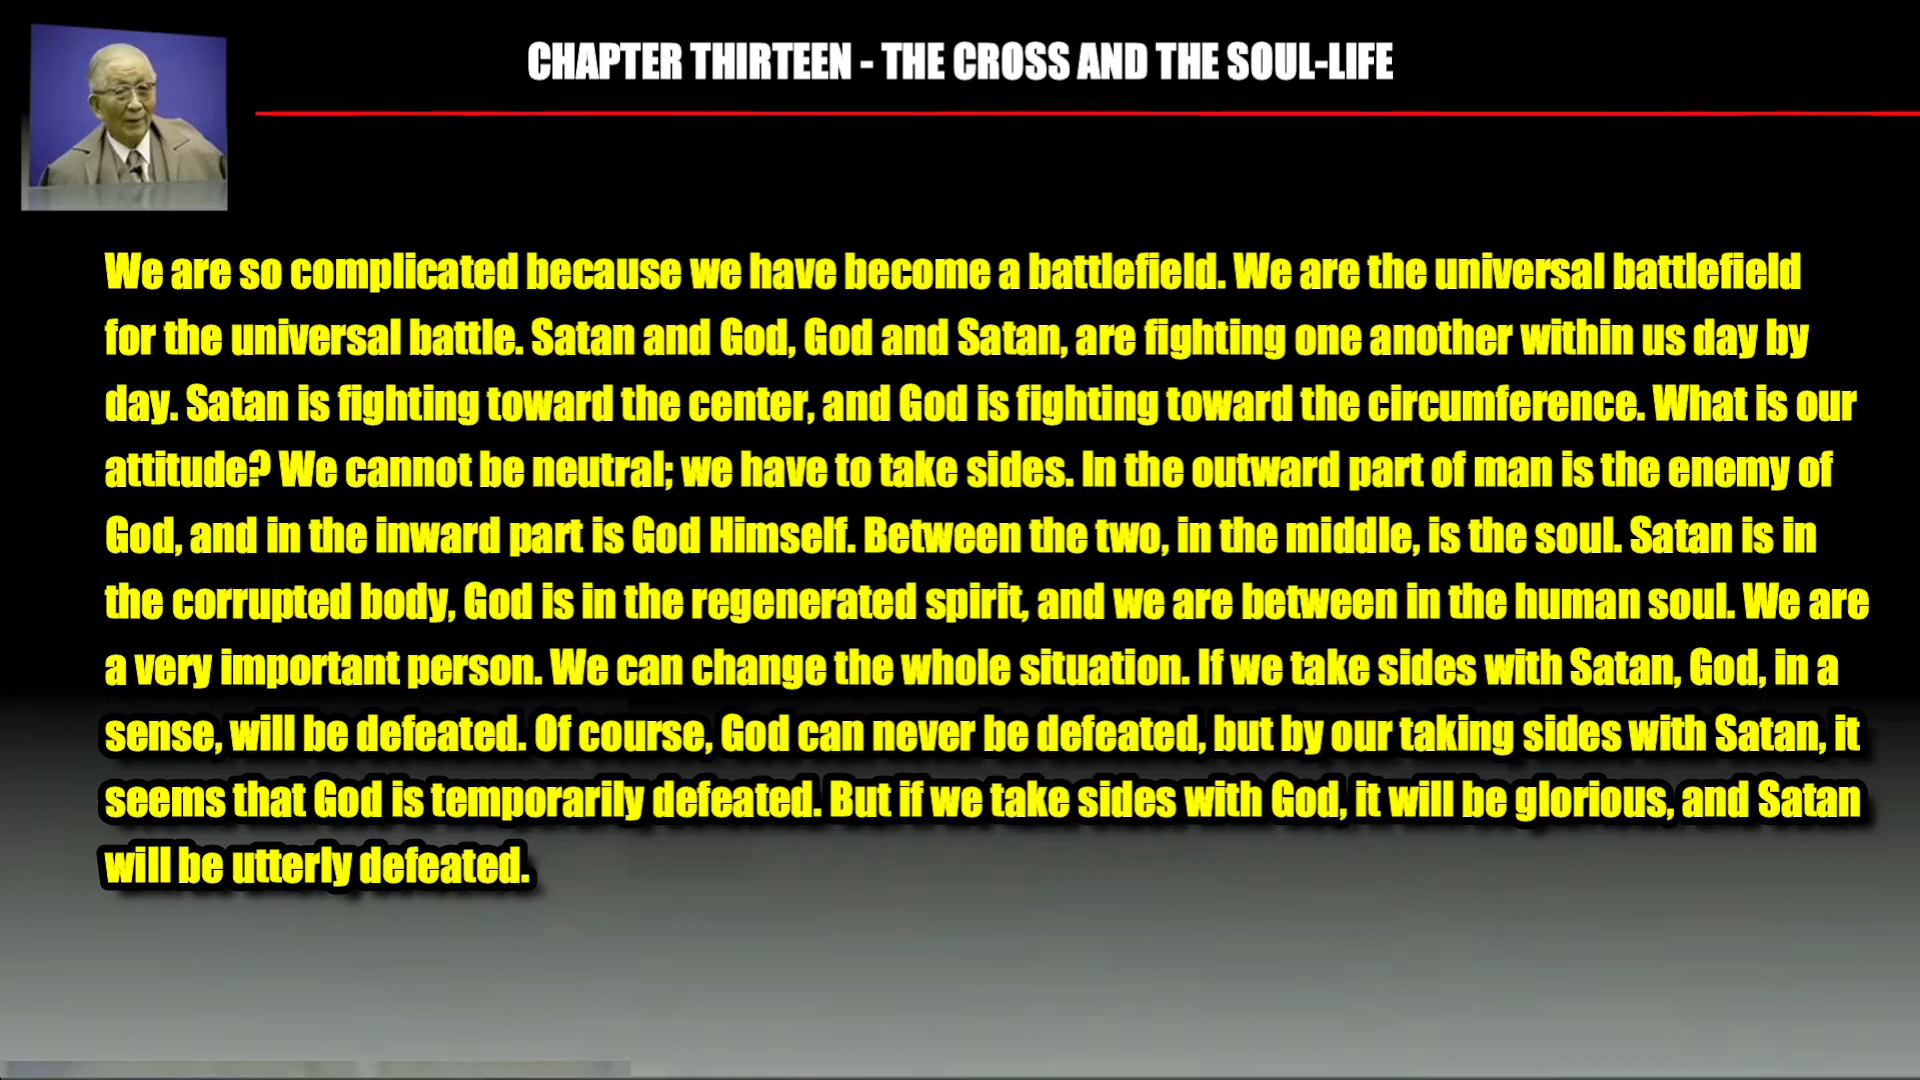 CHAPTER THIRTEEN - THE CROSS AND THE SOUL-LIFE
We are so complicated because we have become a battlefield. We are the universal battlefield
for the universal battle. Satan and God, God and Satan, are fighting one another within us day by
day. Satan is fighting toward the center, and God is fighting toward the circumference. What is our
attitude? We cannot be neutral; we have to take sides. In the outward part of man is the enemy of
God, and in the inward part is God Himself. Between the two, in the middle, is the soul. Satan is in
the corrupted body, God is in the regenerated spirit, and we are between in the human soul. We are
a very important person. We can change the whole situation. If we take sides with Satan, God, in a
sense, will be defeated. Of course, God can never be defeated, but by our taking sides with Satan, it
seems that God is temporarily defeated. But if we take sides with God, it will be glorious, and Satan
will be utterly defeated.